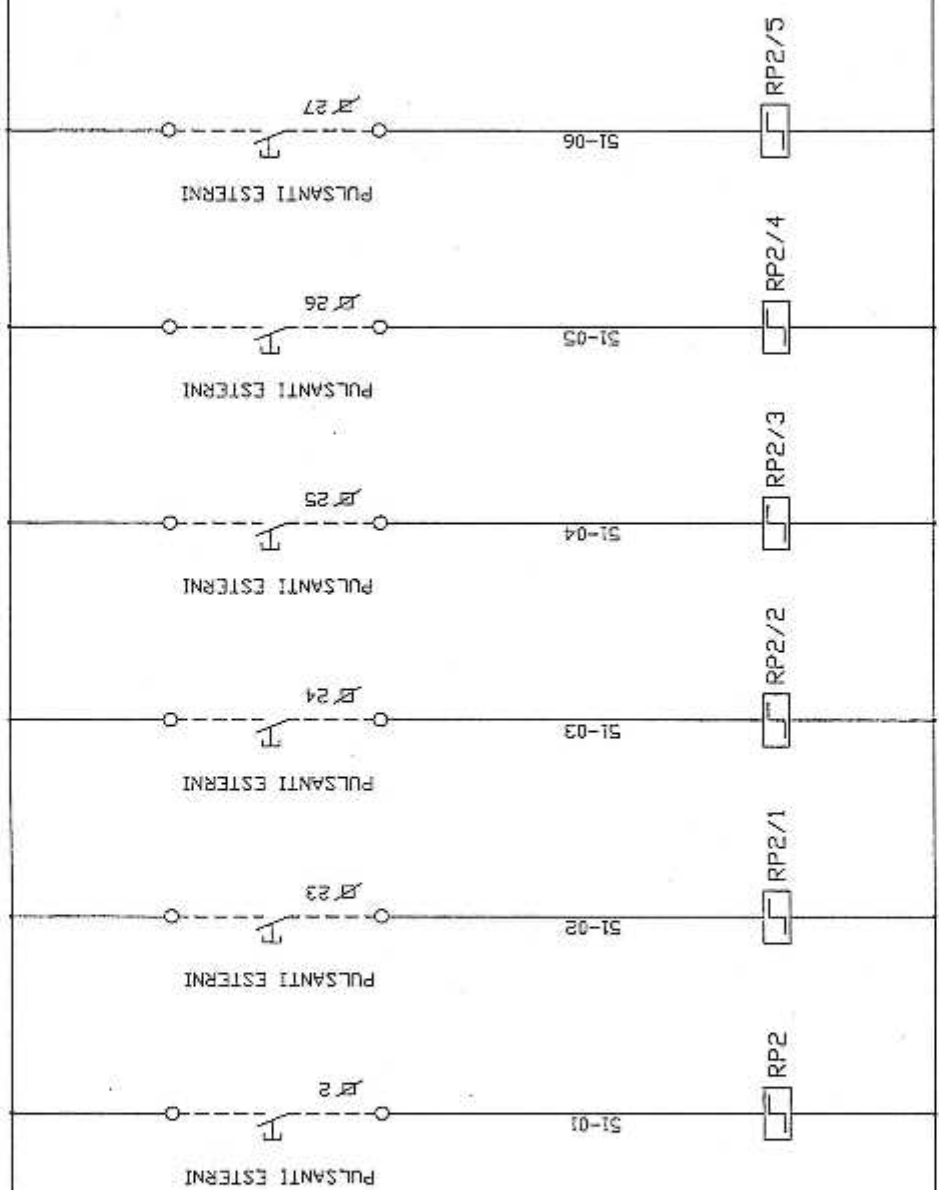 PULSANTI ESTERNI
2
51-01
RP2
PULSANTI ESTERNI
23
51-02
RP2/1
PULSANTI ESTERNI
24
51-03
RP2/2
PULSANTI ESTERNI
25
51-04
RP2/3
PULSANTI ESTERNI
26
51-05
RP2/4
PULSANTI ESTERNI
27
51-06
RP2/5